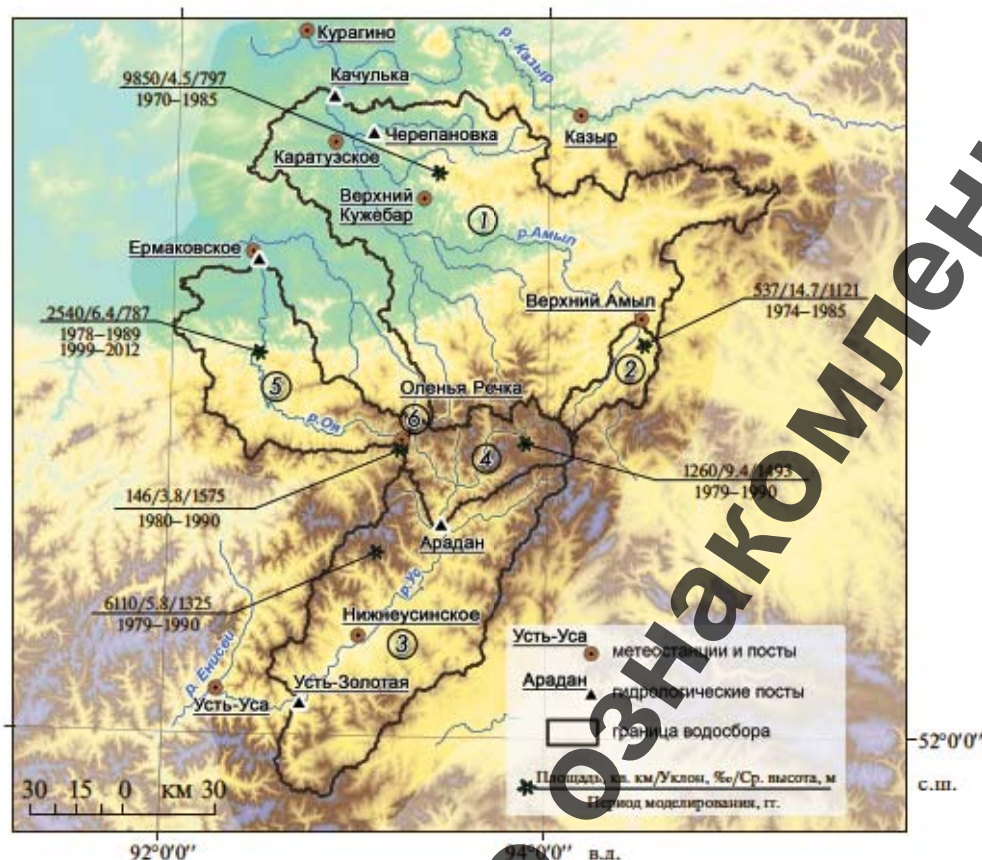 Курагино
р. Казыр
9850/4.5/797
1970–1985
Качулька
Черепановка
Казыр
Каратузское
Верхний
Кужебар
1
р.Амыл
Ермаковское
Верхний Амыл
537/14.7/1121
1974–1985
2540/6.4/787
1978–1989
1999–2012
2
5
Оленья Речка
р.Он
6
4
1260/9.4/1493
1979–1990
146/3.8/1575
1980–1990
Арадан
6110/5.8/1325
1979–1990
р.Ус
Нижнеусинское
3
р. Енисей
Усть-Золотая
Усть-Уса
Усть-Уса
метеостанции и посты
Арадан
гидрологические посты
граница водосбора
Площадь, кв. км/Уклон, ‰/Ср. высота, м
Период моделирования, гг.
52°0'0"
с.ш.
30 15 0 км 30
92°0'0"
94°0'0" в.д.
ознакомлен